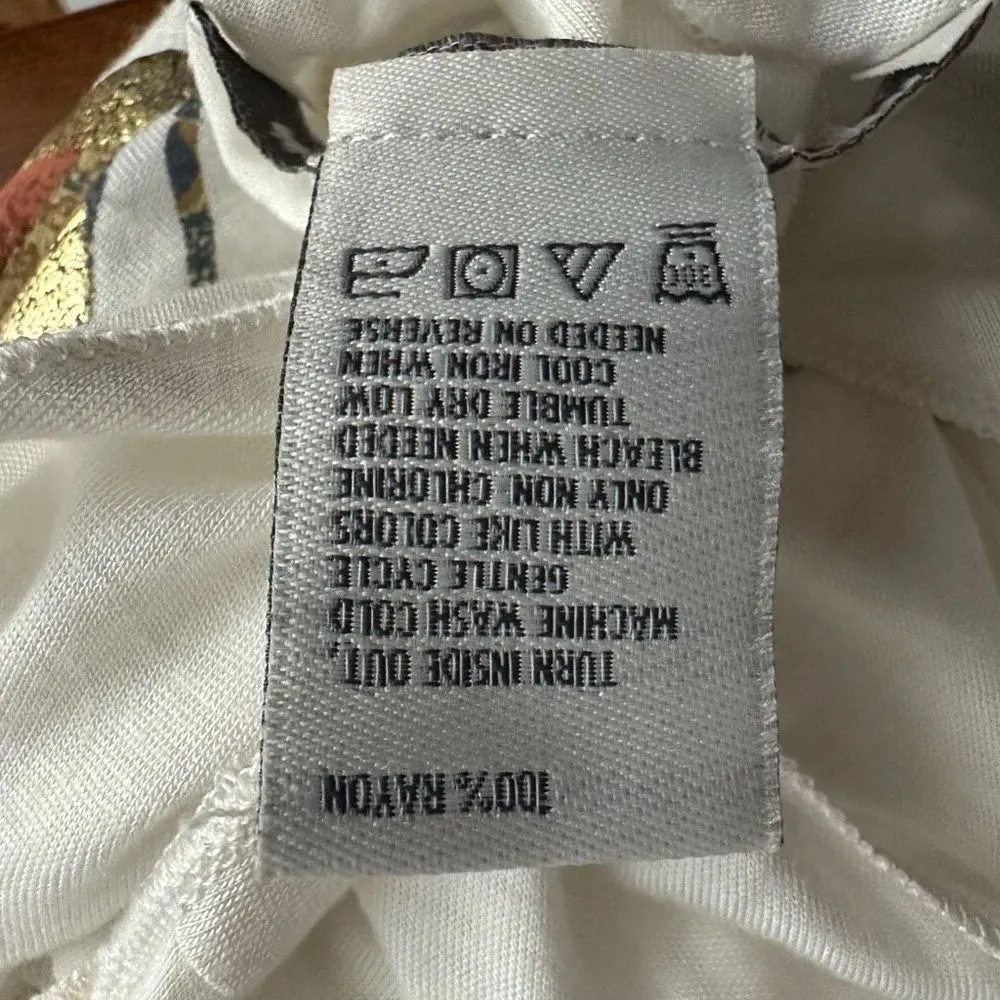 100% RAYON
TURN INSIDE OUT,
MACHINE WASH COLD
GENTLE CYCLE
WITH LIKE COLORS
ONLY NON CHLORINE
BLEACH WHEN NEEDED
TUMBLE DRY LOW
COOL IRON WHEN
NEEDED ON REVERSE